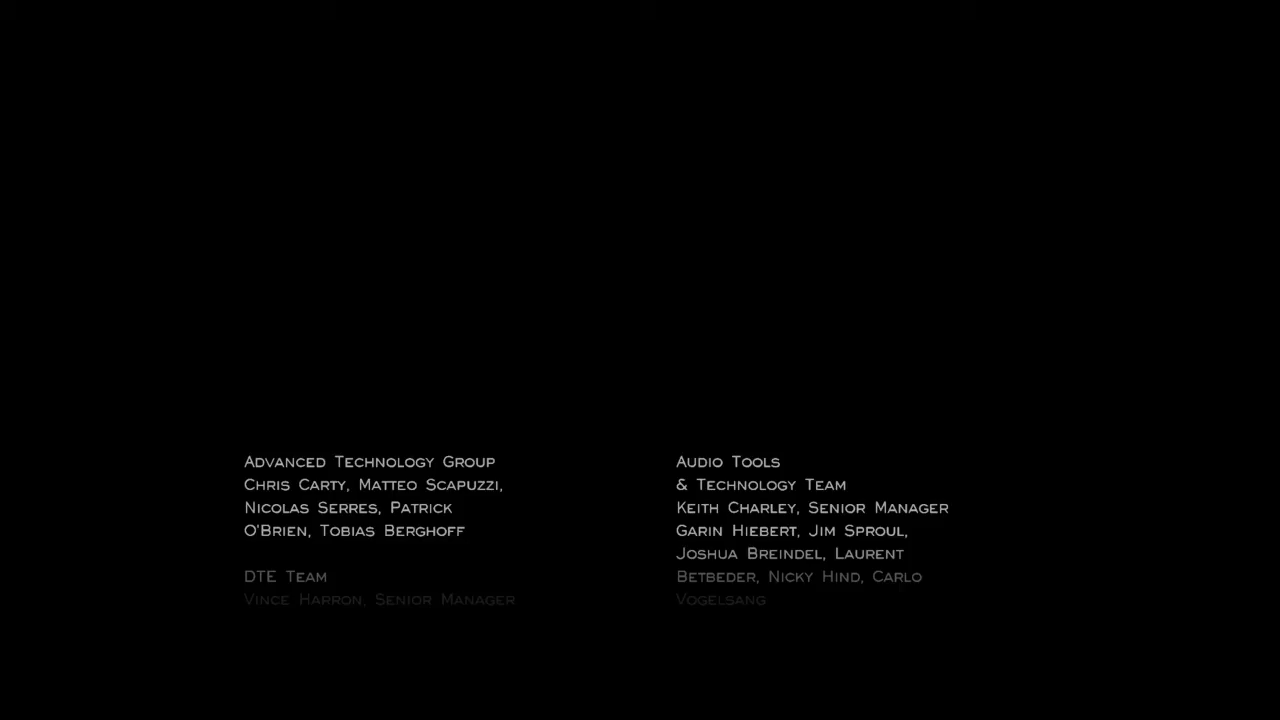 Advanced Technology Group
Chris Carty, Matteo Scapuzzi,
Nicolas Serres, Patrick
O'Brien, Tobias Berghoff
DTE Team
Vince Harron, Senior Manager
Audio Tools
& Technology Team
Keith Charley, Senior Manager
Garin Hiebert, Jim Sproul,
Joshua Breindel, Laurent
Betbeder, Nicky Hind, Carlo
Vogelsang